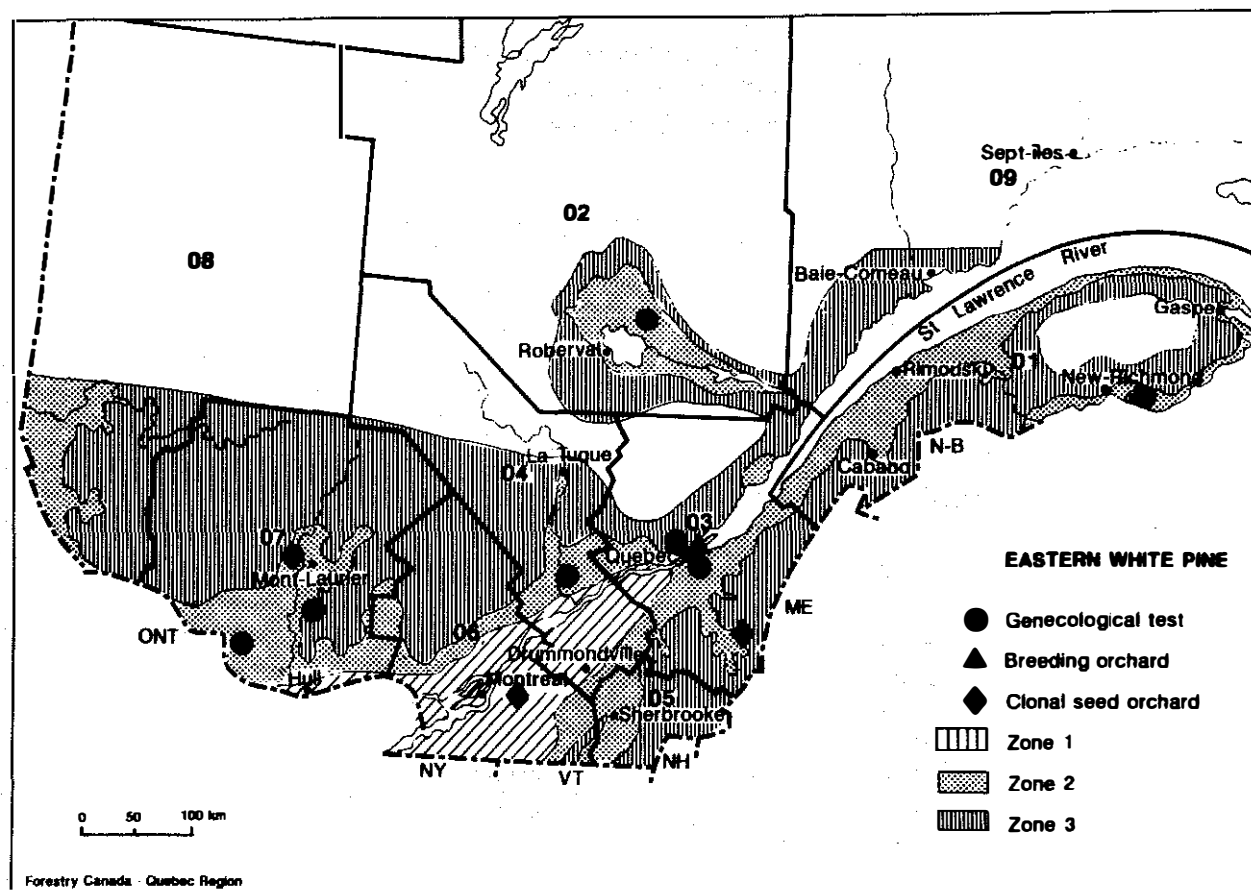 Sept-îles
09
02
08
Baie-Comeau
St Lawrence River
Gaspe
Roberval
Rimouski
01
New-Richmond
N-B
Cabano
La Tuque
04
03
Quebec
07
Mont-Laurier
EASTERN WHITE PINE
ME
ONT
06
Genecological test
Drummondville
Breeding orchard
Hull
Montreal
05
Clonal seed orchard
Sherbrooke
Zone 1
NY
VT
NH
Zone 2
Zone 3
0 50 100 km
Forestry Canada - Quebec Region